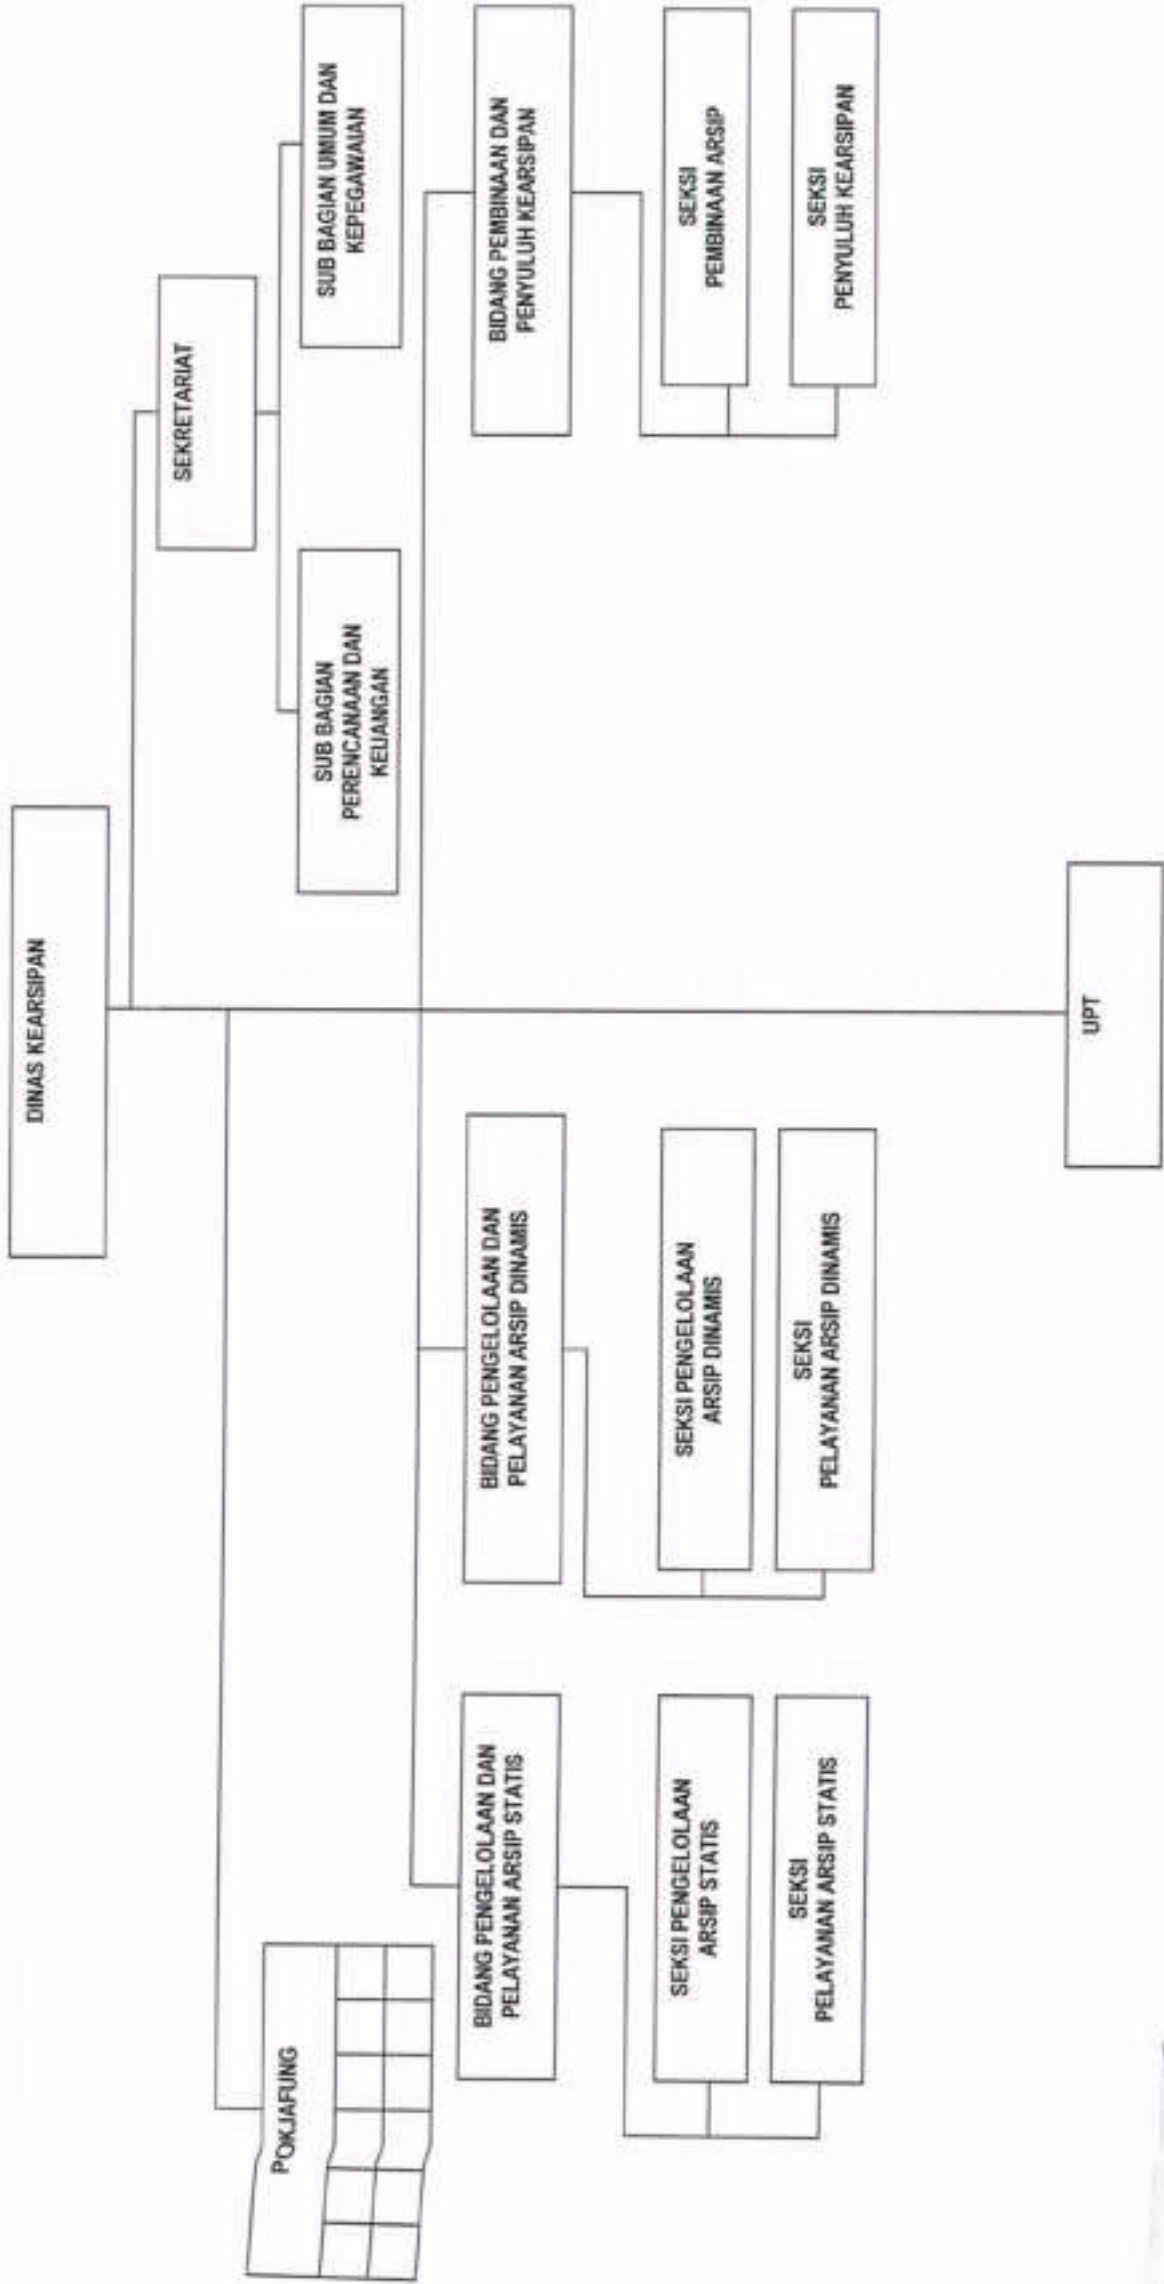 DINAS KEARSIPAN
SEKRETARIAT
POKJAFUNG
SUB BAGIAN
PERENCANAAN DAN
KEUANGAN
SUB BAGIAN UMUM DAN
KEPEGAWAIAN
BIDANG PENGELOLAAN DAN
PELAYANAN ARSIP STATIS
BIDANG PENGELOLAAN DAN
PELAYANAN ARSIP DINAMIS
BIDANG PEMBINAAN DAN
PENYULUH KEARSIPAN
SEKSI PENGELOLAAN
ARSIP STATIS
SEKSI PENGELOLAAN
ARSIP DINAMIS
SEKSI
PEMBINAAN ARSIP
SEKSI
PELAYANAN ARSIP STATIS
SEKSI
PELAYANAN ARSIP DINAMIS
SEKSI
PENYULUH KEARSIPAN
UPT